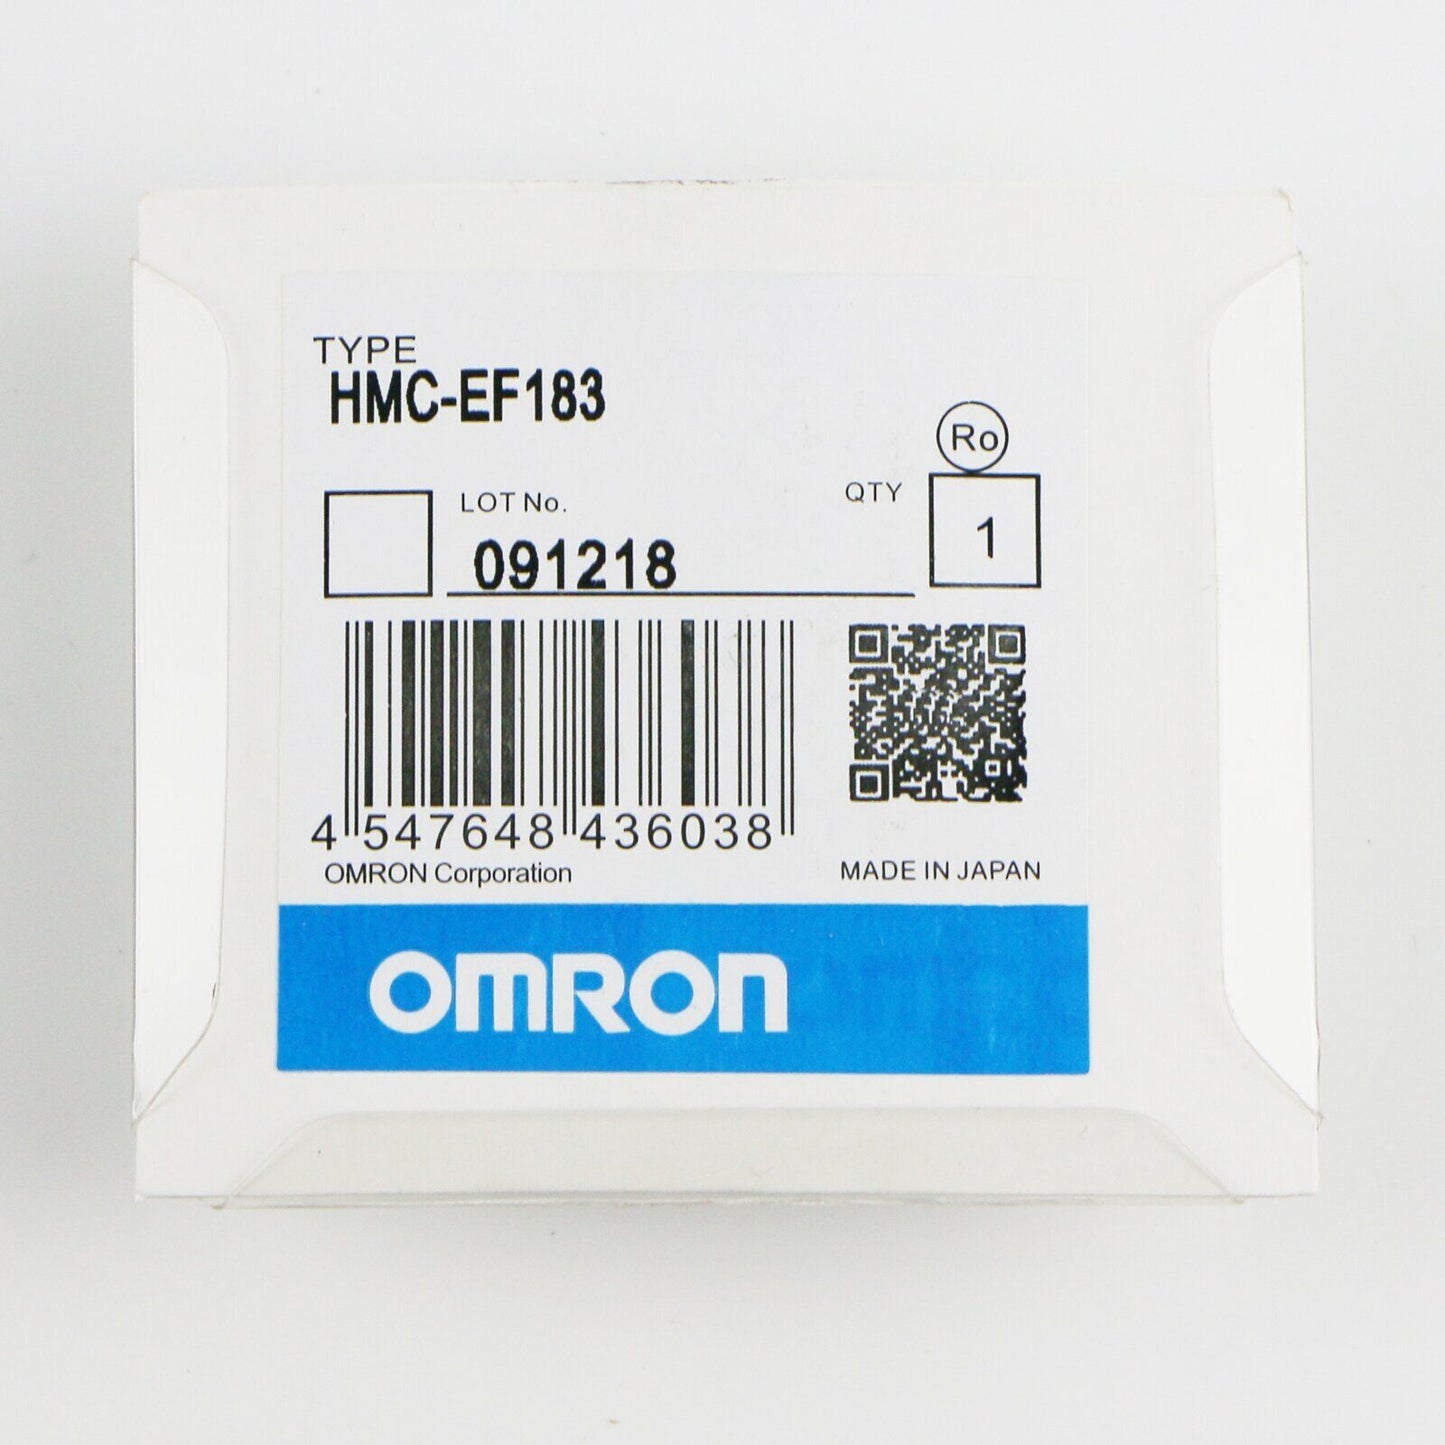 TYPE
HMC-EF183
Ro
LOT No.
QTY
1
091218
4 547648 436038
OMRON Corporation
MADE IN JAPAN
OMRON